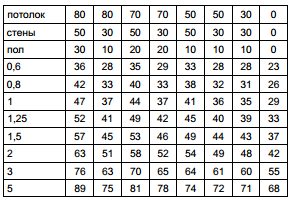 потолок 80 80 70 70 50 50 30 0
стены 50 30 50 30 50 30 30 0
пол 30 10 20 20 10 10 10 0
0,6 36 28 35 29 33 28 28 23
0,8 42 33 40 33 38 32 31 26
1 47 37 44 37 41 36 35 29
1,25 52 41 49 42 45 40 39 33
1,5 57 45 53 46 49 44 43 37
2 63 51 58 52 54 49 48 42
3 76 63 70 65 64 61 60 55
5 89 75 81 78 74 72 71 68